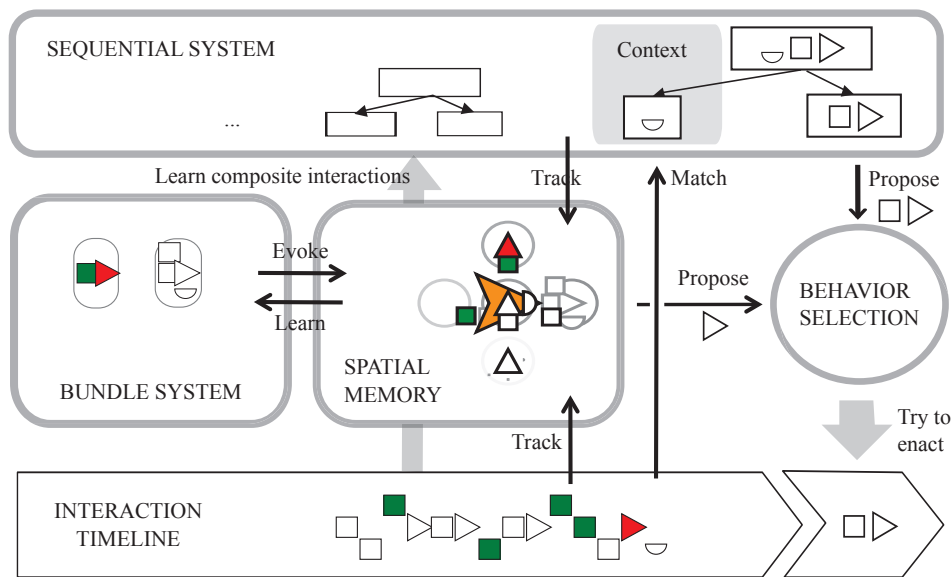 SEQUENTIAL SYSTEM
Context
...
Learn composite interactions
Track
Match
Propose
Evoke
Learn
Propose
BEHAVIOR
SELECTION
BUNDLE SYSTEM
SPATIAL
MEMORY
Track
Try to
enact
INTERACTION
TIMELINE